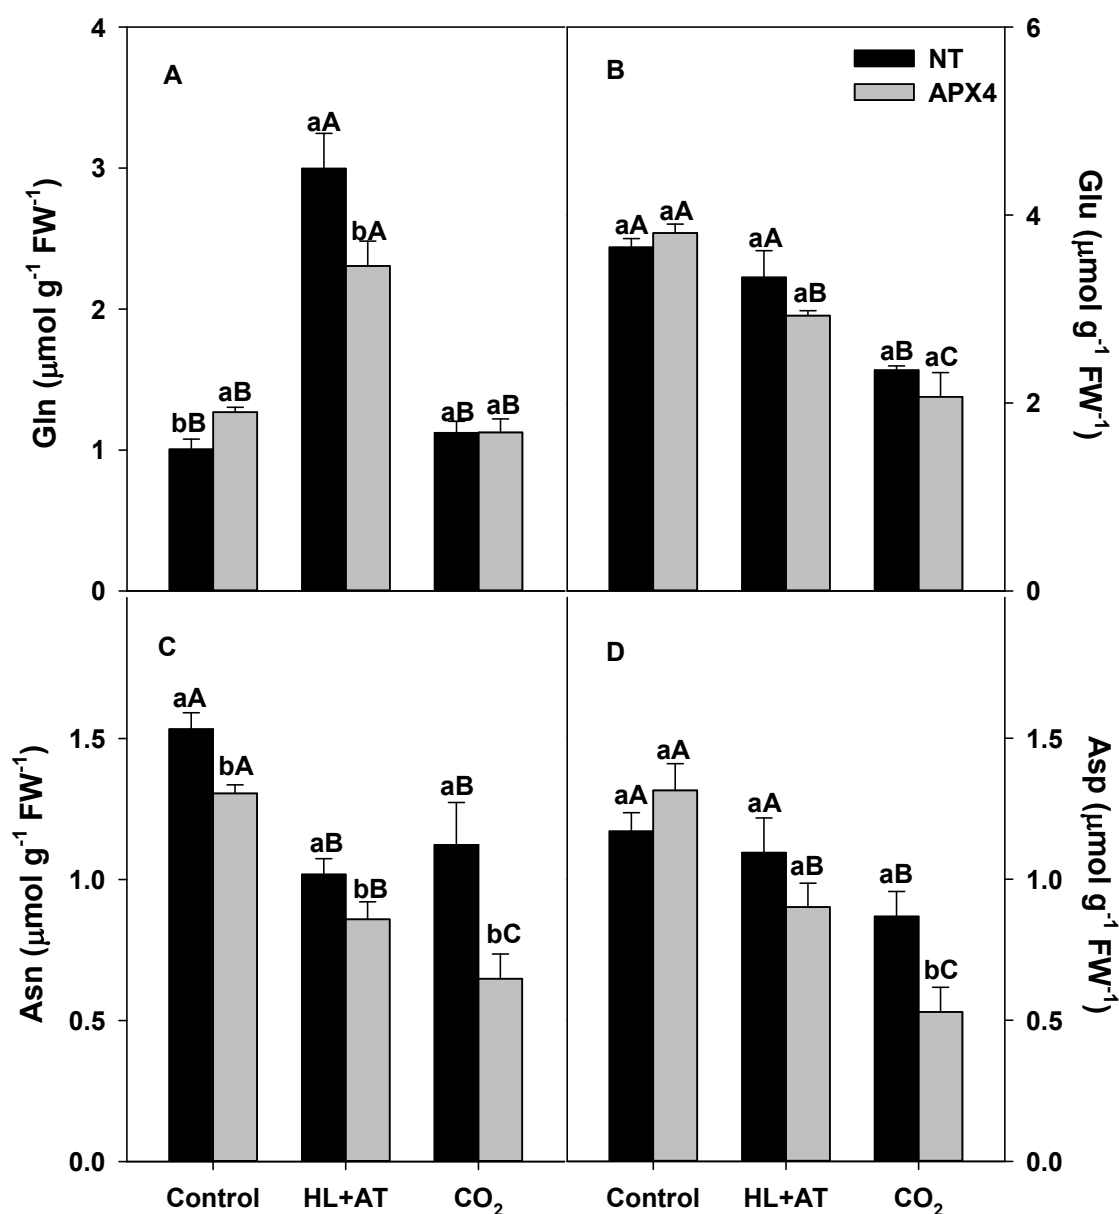 4
3
2
1
0
Gln (μmol g⁻¹ FW⁻¹)
A
bB
aB
aA
bA
aB
aB
B
NT
APX4
aA
aA
aA
aB
aB
aC
6
4
2
0
Glu (μmol g⁻¹ FW⁻¹)
1.5
1.0
0.5
0.0
Asn (μmol g⁻¹ FW⁻¹)
C
aA
bA
aB
bB
aB
bC
Control HL+AT CO₂
D
aA
aA
aA
aB
aB
bC
Control HL+AT CO₂
1.5
1.0
0.5
0.0
Asp (μmol g⁻¹ FW⁻¹)